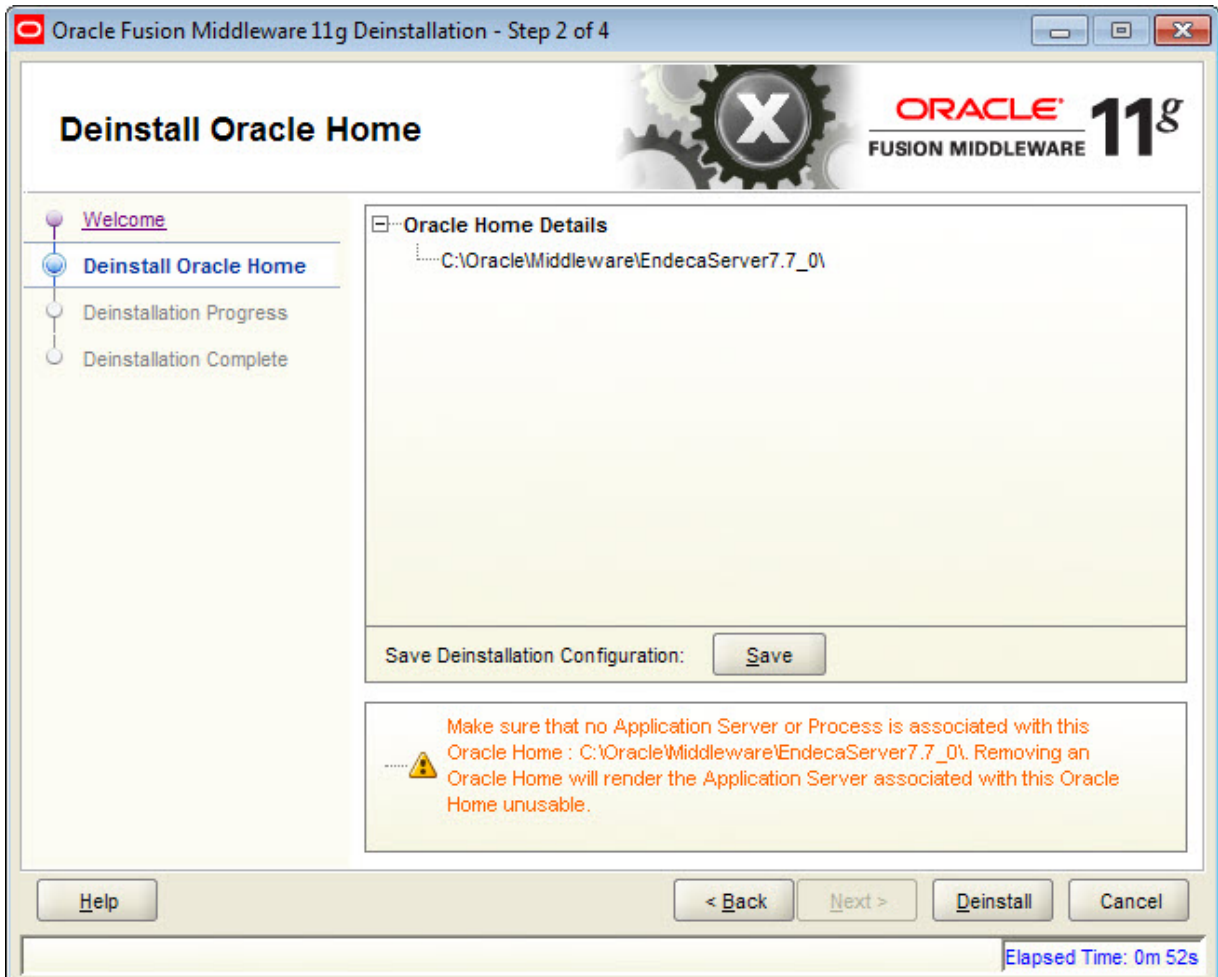 Oracle Fusion Middleware 11g Deinstallation - Step 2 of 4
Deinstall Oracle Home
ORACLE
FUSION MIDDLEWARE
11g
Welcome
Deinstall Oracle Home
Deinstallation Progress
Deinstallation Complete
Oracle Home Details
C:\Oracle\Middleware\EndecaServer7.7_0\
Save Deinstallation Configuration:
Save
Make sure that no Application Server or Process is associated with this
Oracle Home : C:\Oracle\Middleware\EndecaServer7.7_0\. Removing an
Oracle Home will render the Application Server associated with this Oracle
Home unusable.
Help
< Back
Next >
Deinstall
Cancel
Elapsed Time: 0m 52s